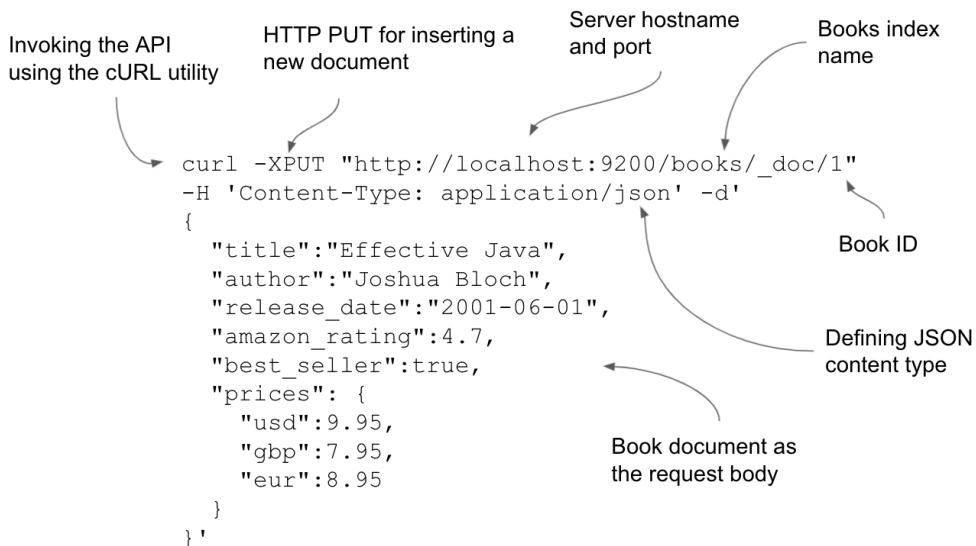 Invoking the API
using the cURL utility
HTTP PUT for inserting a
new document
Server hostname
and port
Books index
name
curl -XPUT "http://localhost:9200/books/_doc/1"
-H 'Content-Type: application/json' -d'
{
"title":"Effective Java",
"author":"Joshua Bloch",
"release_date":"2001-06-01",
"amazon_rating":4.7,
"best_seller":true,
"prices": {
"usd":9.95,
"gbp":7.95,
"eur":8.95
}
}'
Book ID
Defining JSON
content type
Book document as
the request body